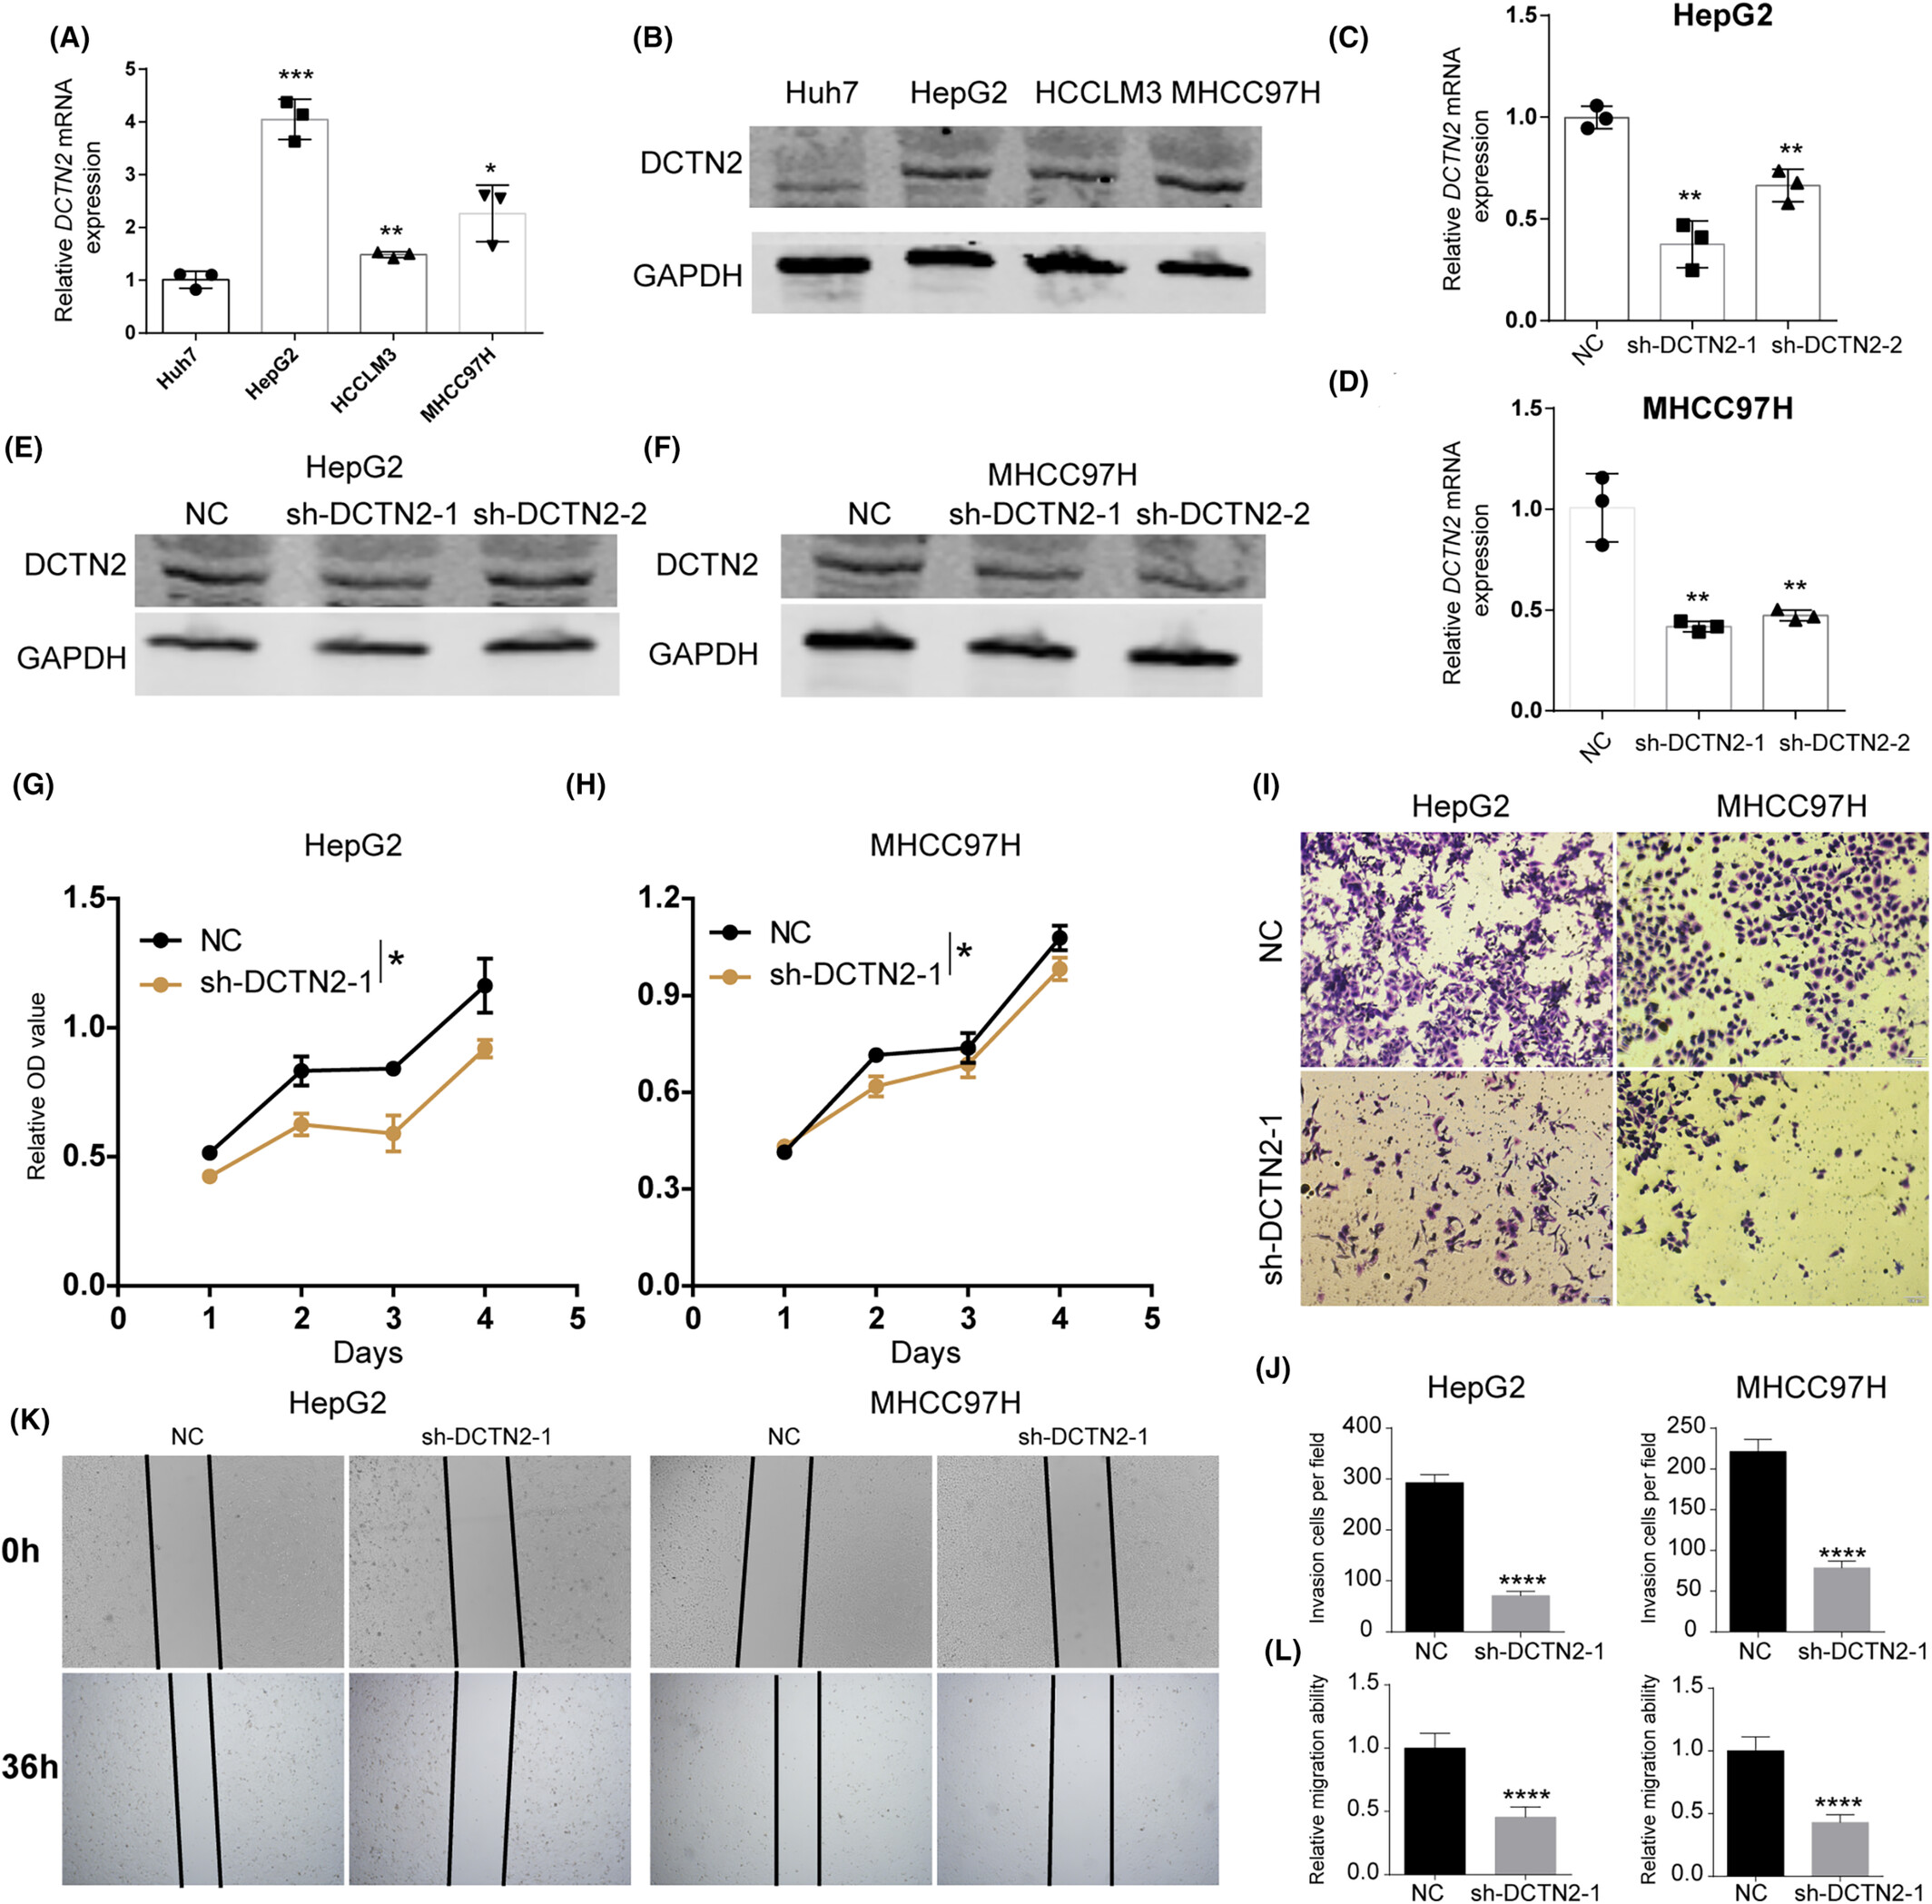 (A)
Relative DCTN2 mRNA
expression
5
4
3
2
1
0
***
**
*
Huh7
HepG2
HCCLM3
MHCC97H
(B)
Huh7 HepG2 HCCLM3 MHCC97H
DCTN2
GAPDH
(C)
HepG2
Relative DCTN2 mRNA
expression
1.5
1.0
0.5
0.0
**
**
NC sh-DCTN2-1 sh-DCTN2-2
(D)
MHCC97H
Relative DCTN2 mRNA
expression
1.5
1.0
0.5
0.0
**
**
NC sh-DCTN2-1 sh-DCTN2-2
(E)
HepG2
NC sh-DCTN2-1 sh-DCTN2-2
DCTN2
GAPDH
(F)
MHCC97H
NC sh-DCTN2-1 sh-DCTN2-2
DCTN2
GAPDH
(G)
HepG2
Relative OD value
1.5
1.0
0.5
0.0
NC
sh-DCTN2-1
*
0 1 2 3 4 5
Days
(H)
MHCC97H
1.2
0.9
0.6
0.3
0.0
NC
sh-DCTN2-1
*
0 1 2 3 4 5
Days
(I)
HepG2 MHCC97H
NC
sh-DCTN2-1
(J)
HepG2
Invasion cells per field
400
300
200
100
0
****
NC sh-DCTN2-1
MHCC97H
Invasion cells per field
250
200
150
100
50
0
****
NC sh-DCTN2-1
(K)
HepG2 MHCC97H
NC sh-DCTN2-1 NC sh-DCTN2-1
0h
36h
(L)
Relative migration ability
1.5
1.0
0.5
0.0
****
NC sh-DCTN2-1
Relative migration ability
1.5
1.0
0.5
0.0
****
NC sh-DCTN2-1